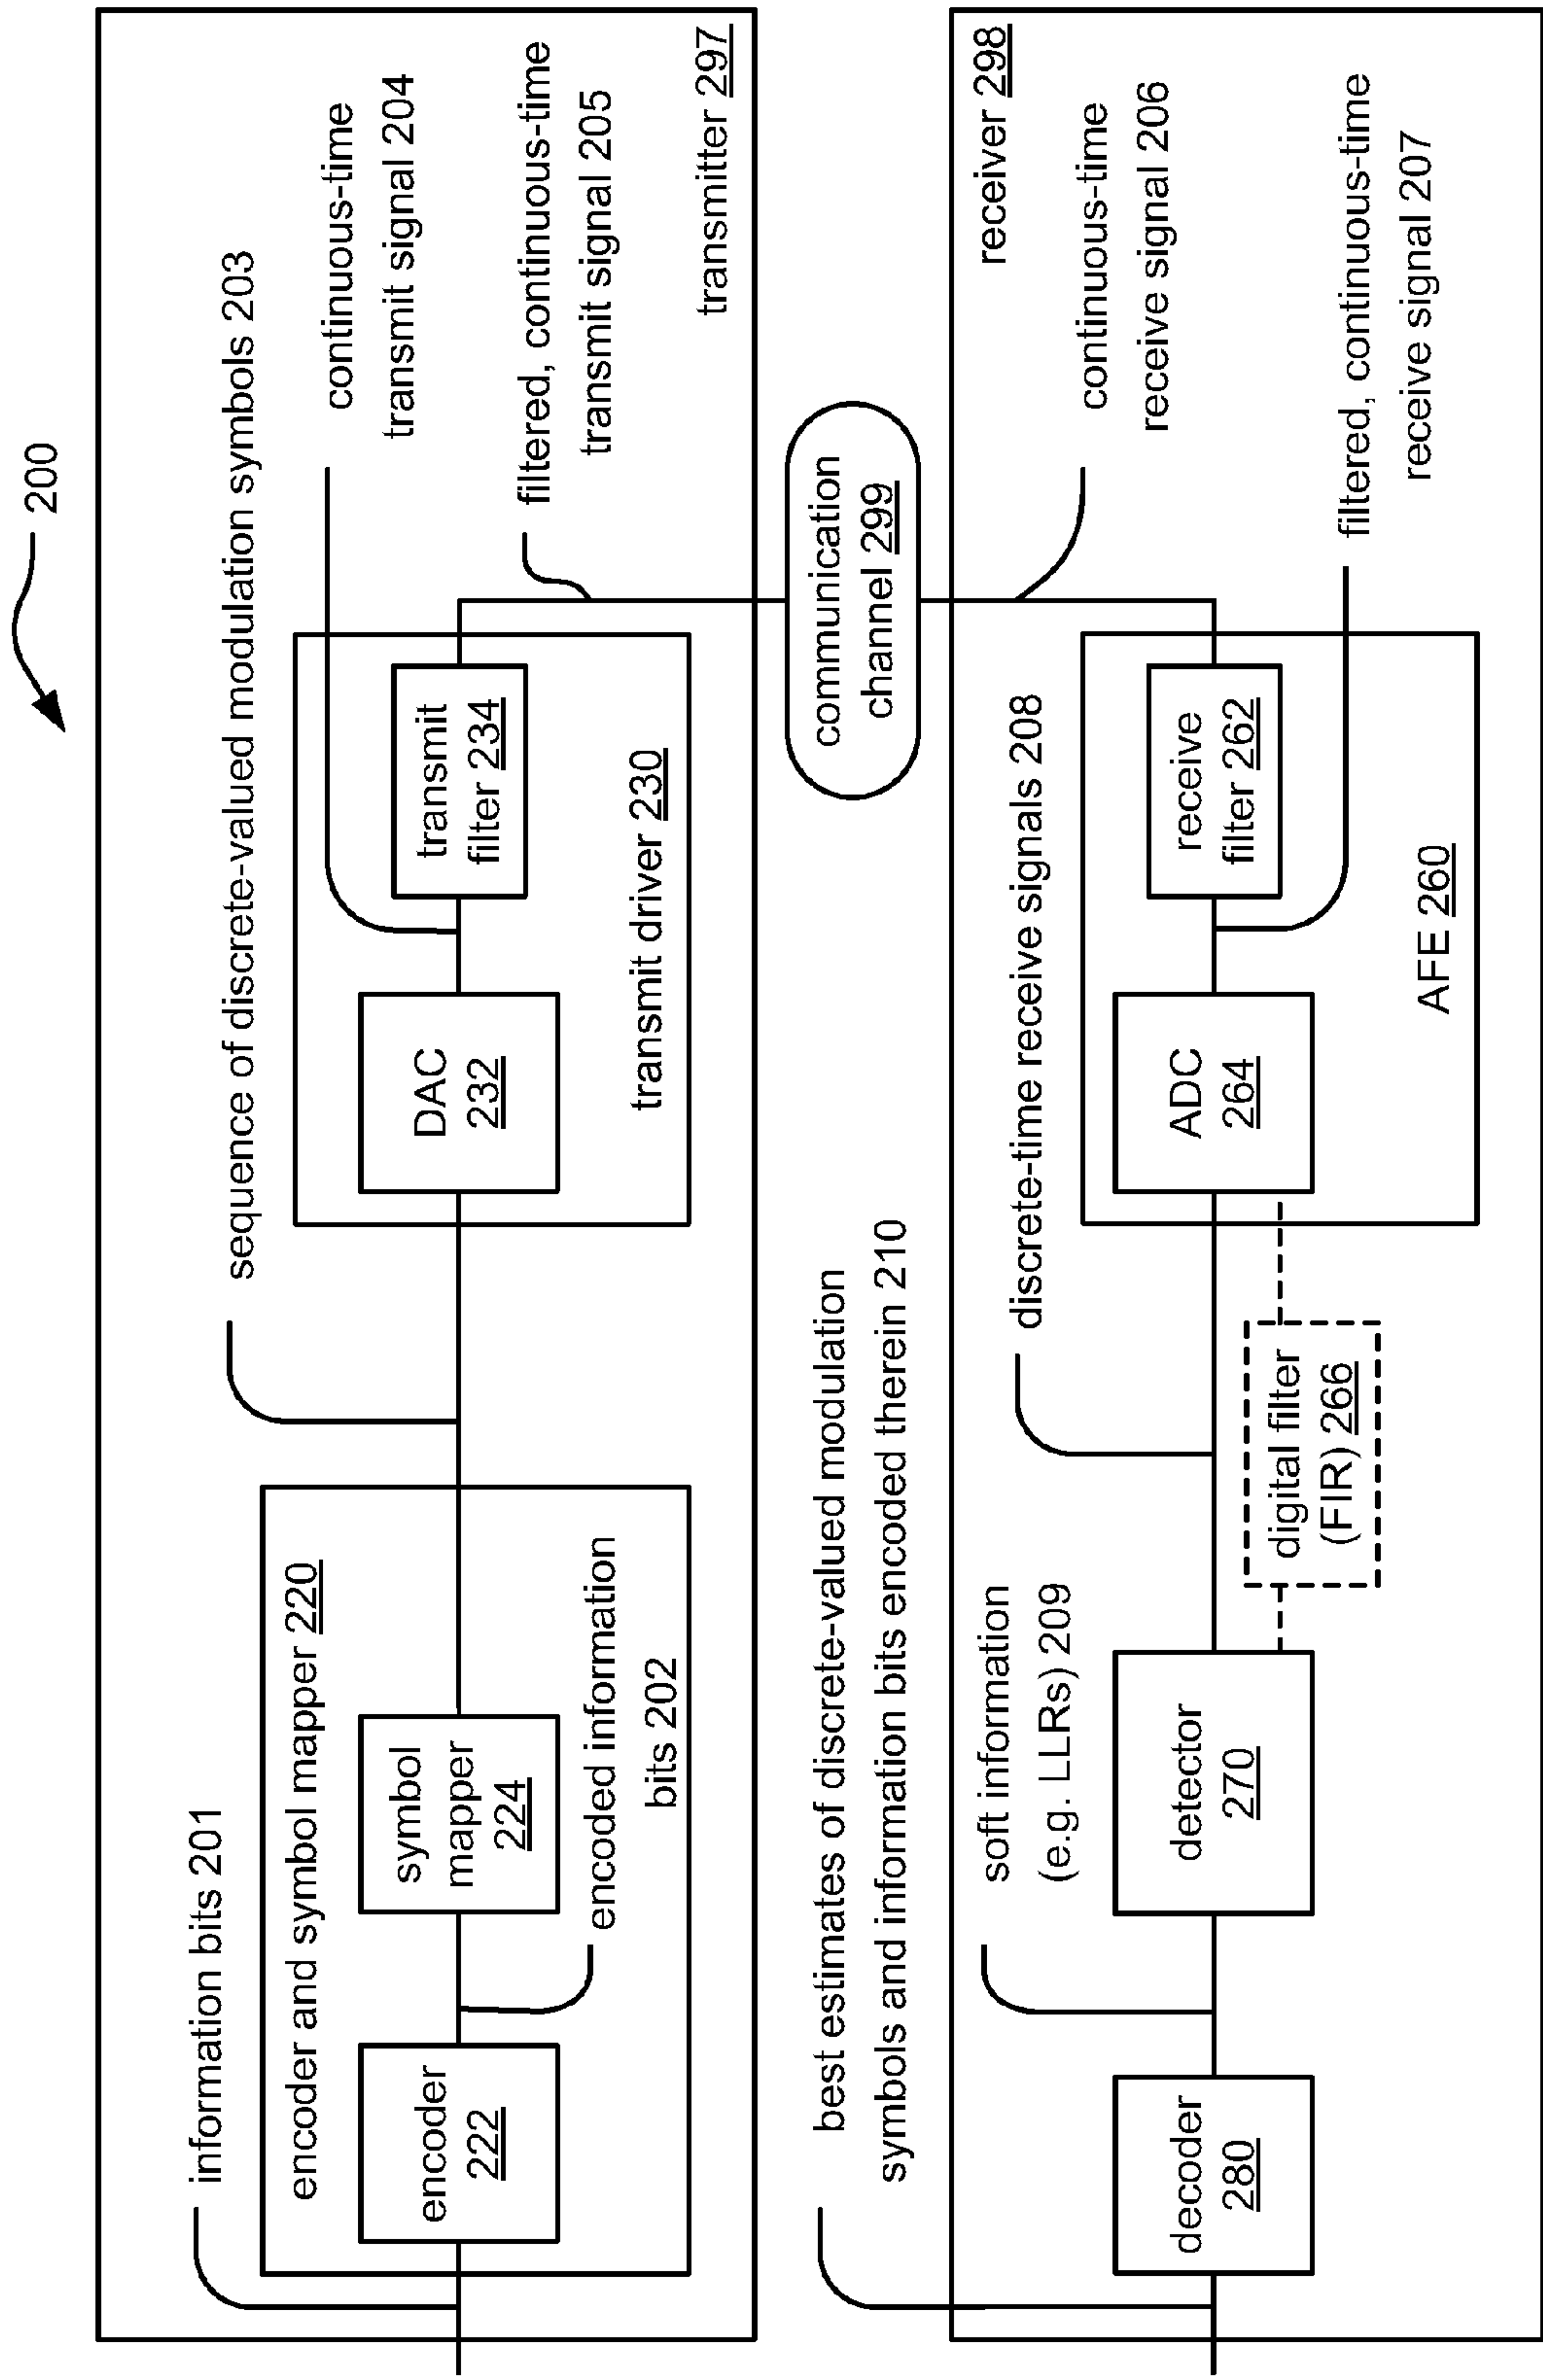 200
information bits 201
sequence of discrete-valued modulation symbols 203
continuous-time
transmit signal 204
filtered, continuous-time
transmit signal 205
encoder and symbol mapper 220
encoder
222
symbol
mapper
224
encoded information
bits 202
DAC
232
transmit
filter 234
transmit driver 230
transmitter 297
communication
channel 299
best estimates of discrete-valued modulation
symbols and information bits encoded therein 210
receiver 298
continuous-time
receive signal 206
filtered, continuous-time
receive signal 207
discrete-time receive signals 208
soft information
(e.g. LLRs) 209
decoder
280
detector
270
digital filter
(FIR) 266
ADC
264
receive
filter 262
AFE 260